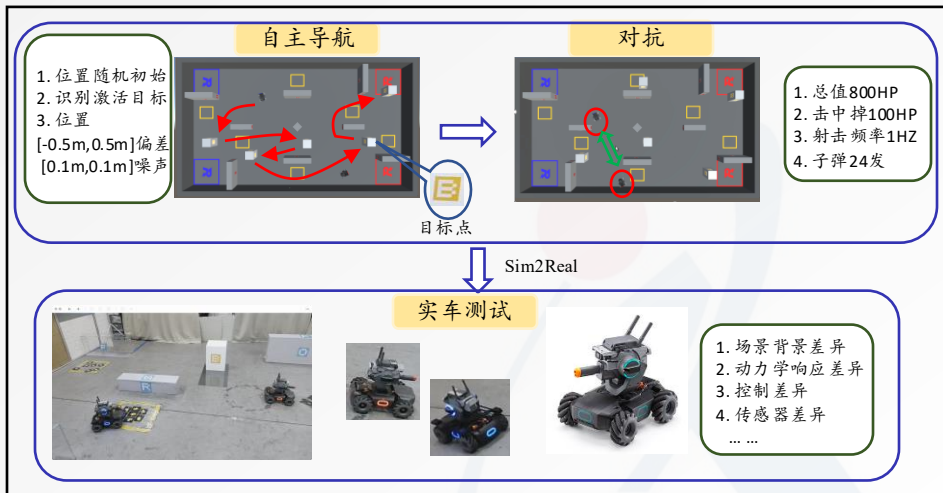 自主导航
对抗
1. 位置随机初始
2. 识别激活目标
3. 位置
[-0.5m,0.5m]偏差
[0.1m,0.1m]噪声
R
R
R
R
R
R
R
R
B
目标点
1. 总值800HP
2. 击中掉100HP
3. 射击频率1HZ
4. 子弹24发
Sim2Real
实车测试
R
1. 场景背景差异
2. 动力学响应差异
3. 控制差异
4. 传感器差异
... ...